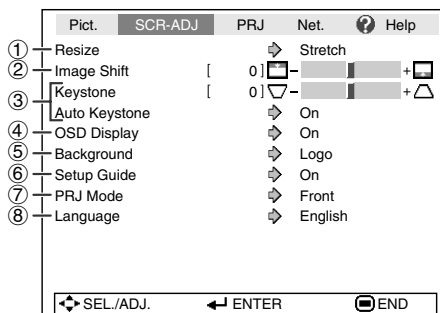 Pict. SCR-ADJ PRJ Net. ? Help
① Resize Stretch
② Image Shift [ 0 ] - +
③ Keystone [ 0 ] - +
Auto Keystone On
④ OSD Display On
⑤ Background Logo
⑥ Setup Guide On
⑦ PRJ Mode Front
⑧ Language English
SEL./ADJ. ENTER END